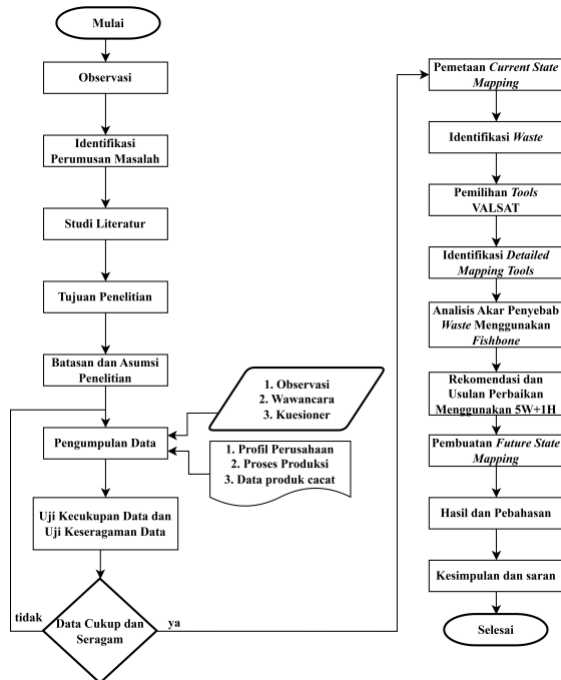 Mulai
Observasi
Identifikasi
Perumusan Masalah
Studi Literatur
Tujuan Penelitian
Batasan dan Asumsi
Penelitian
1. Observasi
2. Wawancara
3. Kuesioner
Pengumpulan Data
1. Profil Perusahaan
2. Proses Produksi
3. Data produk cacat
Uji Kecukupan Data dan
Uji Keseragaman Data
tidak
Data Cukup dan
Seragam
ya
Pemetaan Current State
Mapping
Identifikasi Waste
Pemilihan Tools
VALSAT
Identifikasi Detailed
Mapping Tools
Analisis Akar Penyebab
Waste Menggunakan
Fishbone
Rekomendasi dan
Usulan Perbaikan
Menggunakan 5W+1H
Pembuatan Future State
Mapping
Hasil dan Pebahasan
Kesimpulan dan saran
Selesai